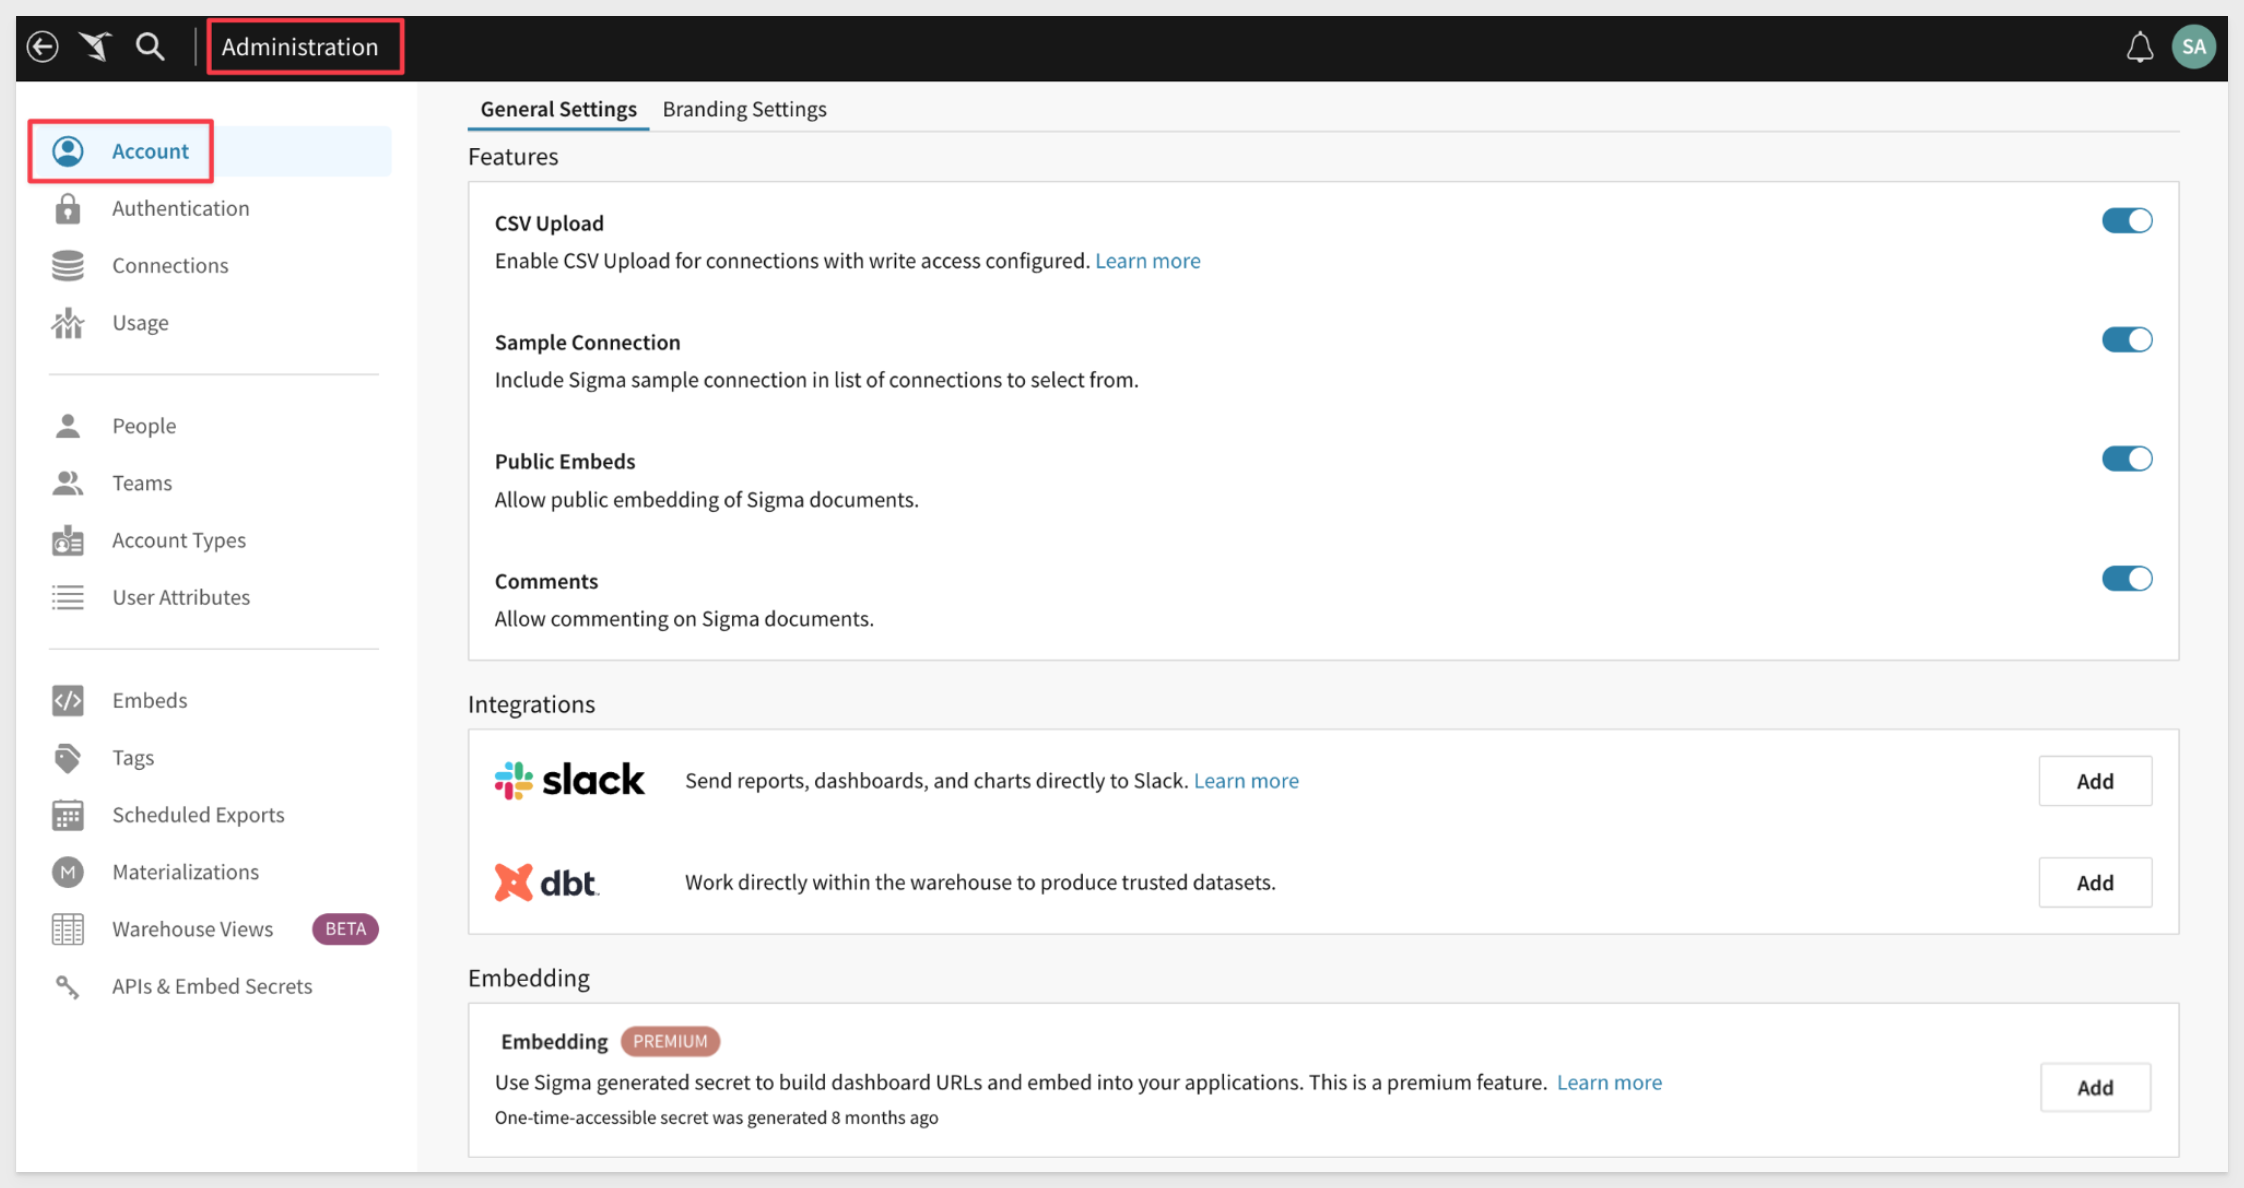 Administration
SA
Account
Authentication
Connections
Usage
People
Teams
Account Types
User Attributes
Embeds
Tags
Scheduled Exports
M
Materializations
Warehouse Views BETA
APIs & Embed Secrets
General Settings Branding Settings
Features
CSV Upload
Enable CSV Upload for connections with write access configured. Learn more
Sample Connection
Include Sigma sample connection in list of connections to select from.
Public Embeds
Allow public embedding of Sigma documents.
Comments
Allow commenting on Sigma documents.
Integrations
slack Send reports, dashboards, and charts directly to Slack. Learn more Add
dbt Work directly within the warehouse to produce trusted datasets. Add
Embedding
Embedding PREMIUM
Use Sigma generated secret to build dashboard URLs and embed into your applications. This is a premium feature. Learn more
Add
One-time-accessible secret was generated 8 months ago